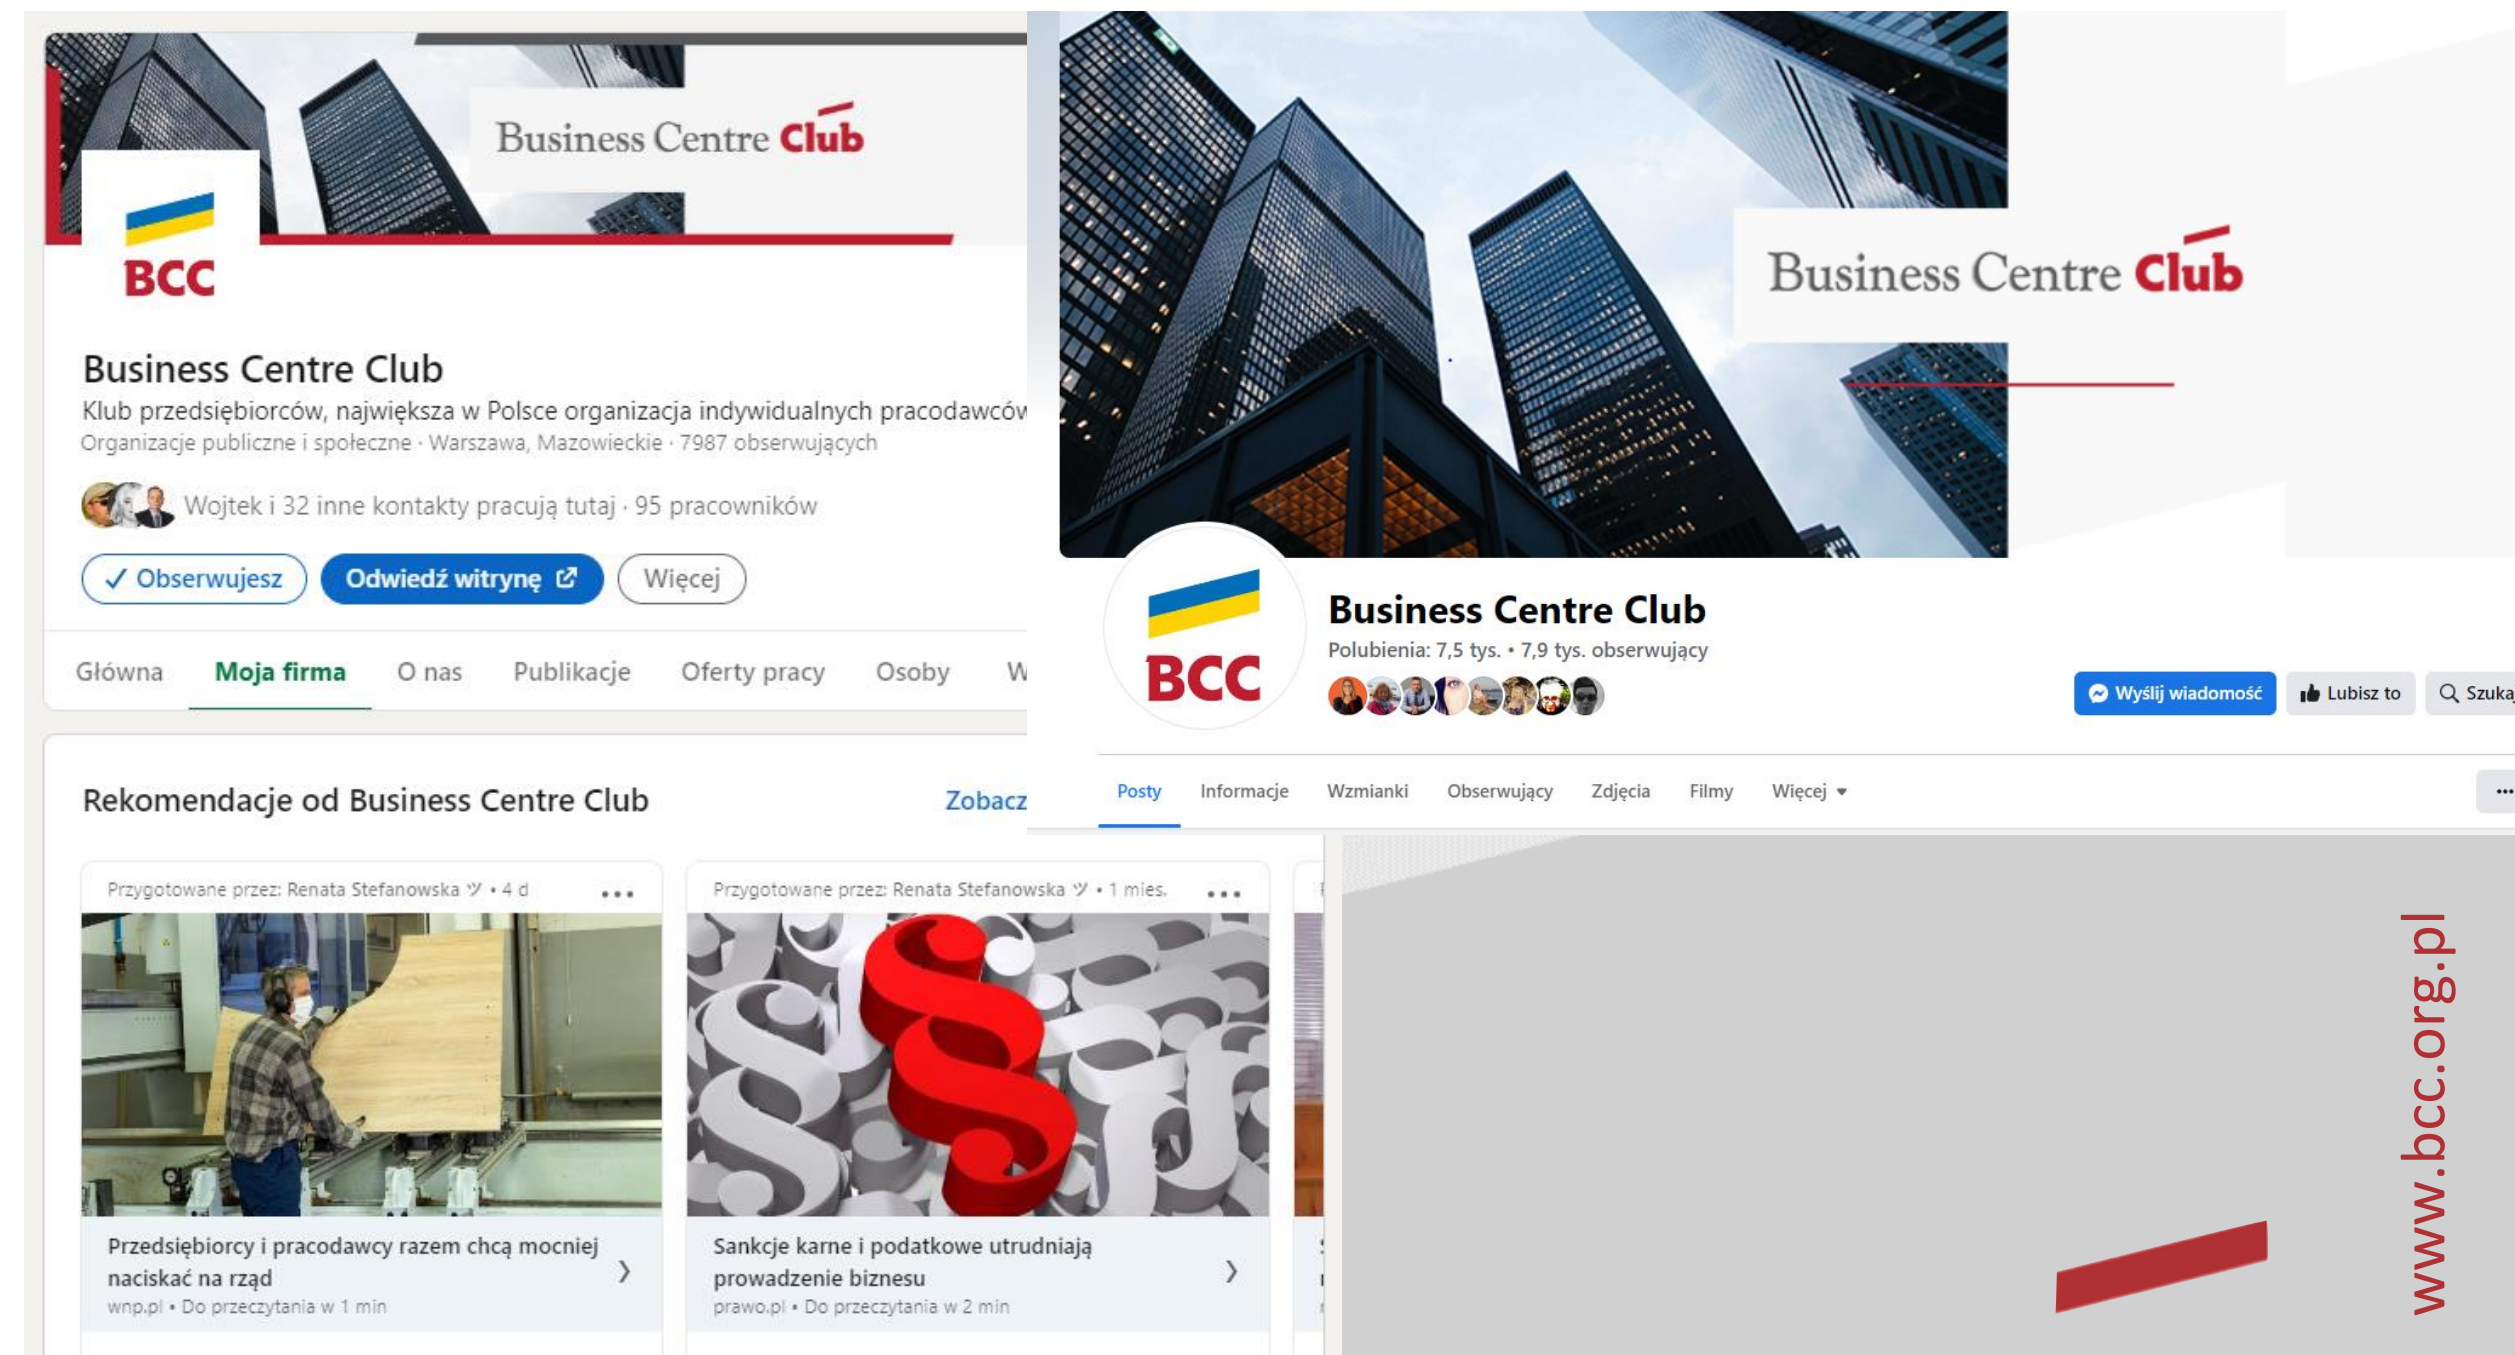 Business Centre Club
BCC
Business Centre Club
Klub przedsiębiorców, największa w Polsce organizacja indywidualnych pracodawców
Organizacje publiczne i społeczne · Warszawa, Mazowieckie · 7987 obserwujących
Wojtek i 32 inne kontakty pracują tutaj · 95 pracowników
✓ Obserwujesz Odwiedź witrynę Więcej
Główna Moja firma O nas Publikacje Oferty pracy Osoby W
Rekomendacje od Business Centre Club Zobacz
Przygotowane przez: Renata Stefanowska ツ • 4 d
Przedsiębiorcy i pracodawcy razem chcą mocniej
naciskać na rząd
wnp.pl • Do przeczytania w 1 min
Przygotowane przez: Renata Stefanowska ツ • 1 mies.
Sankcje karne i podatkowe utrudniają
prowadzenie biznesu
prawo.pl • Do przeczytania w 2 min
Business Centre Club
BCC
Business Centre Club
Polubienia: 7,5 tys. • 7,9 tys. obserwujący
Wyślij wiadomość Lubisz to Szukaj
Posty Informacje Wzmianki Obserwujący Zdjęcia Filmy Więcej
www.bcc.org.pl